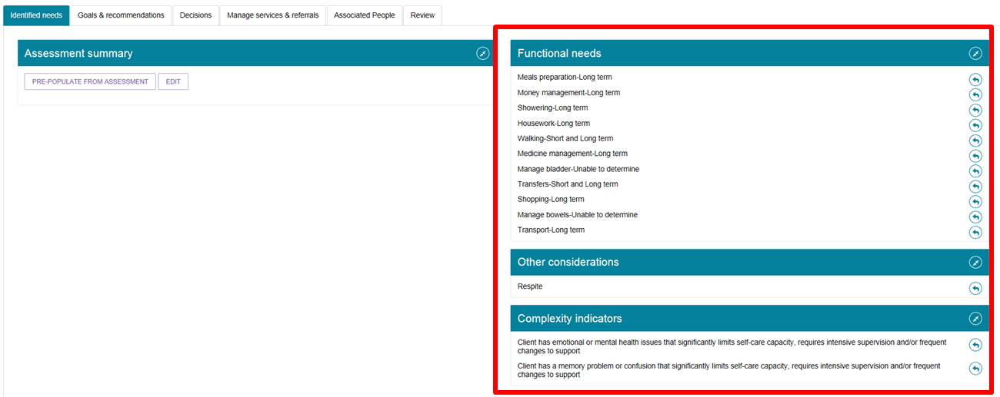 Identified needs
Goals & recommendations
Decisions
Manage services & referrals
Associated People
Review
Assessment summary
PRE-POPULATE FROM ASSESSMENT
EDIT
Functional needs
Meals preparation-Long term
Money management-Long term
Showering-Long term
Housework-Long term
Walking-Short and Long term
Medicine management-Long term
Manage bladder-Unable to determine
Transfers-Short and Long term
Shopping-Long term
Manage bowels-Unable to determine
Transport-Long term
Other considerations
Respite
Complexity indicators
Client has emotional or mental health issues that significantly limits self-care capacity, requires intensive supervision and/or frequent
changes to support
Client has a memory problem or confusion that significantly limits self-care capacity, requires intensive supervision and/or frequent
changes to support